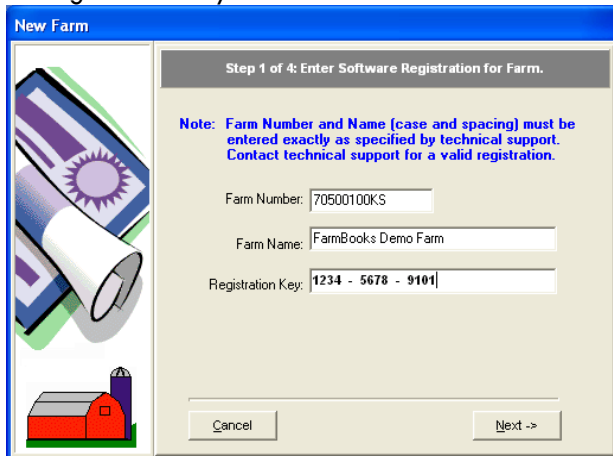 New Farm
Step 1 of 4: Enter Software Registration for Farm.
Note: Farm Number and Name (case and spacing) must be
entered exactly as specified by technical support.
Contact technical support for a valid registration.
Farm Number: 70500100KS
Farm Name: FarmBooks Demo Farm
Registration Key: 1234 - 5678 - 9101
Cancel Next ->